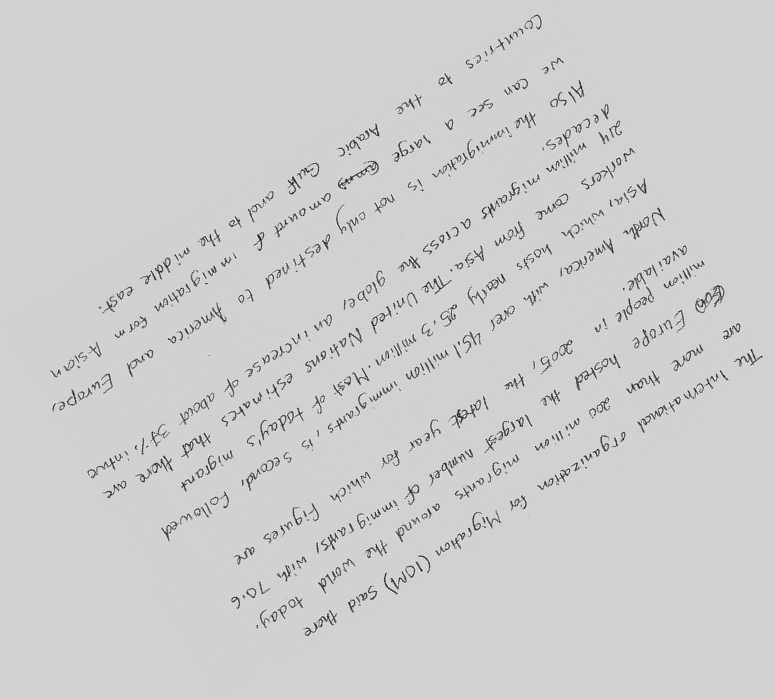 The International organization for Migration (IOM) said there
are more than 200 million migrants around the world today.
Europe hosted the largest number of immigrants, with 70.6
million people in 2005, the latest year for which figures are
available.
North America, with over 45.1 million immigrants, is second, followed
Asia, which hosts nearly 25.3 million. Most of today's migrant
workers come from Asia. The United Nations estimates that there are
214 million migrants across the globe, an increase of about 37% intwe
decades.
Also the immigration is not only destined to America and Europe,
we can see a large amount of immigration form Asian
Countries to the Arabic Gulf and to the middle east.